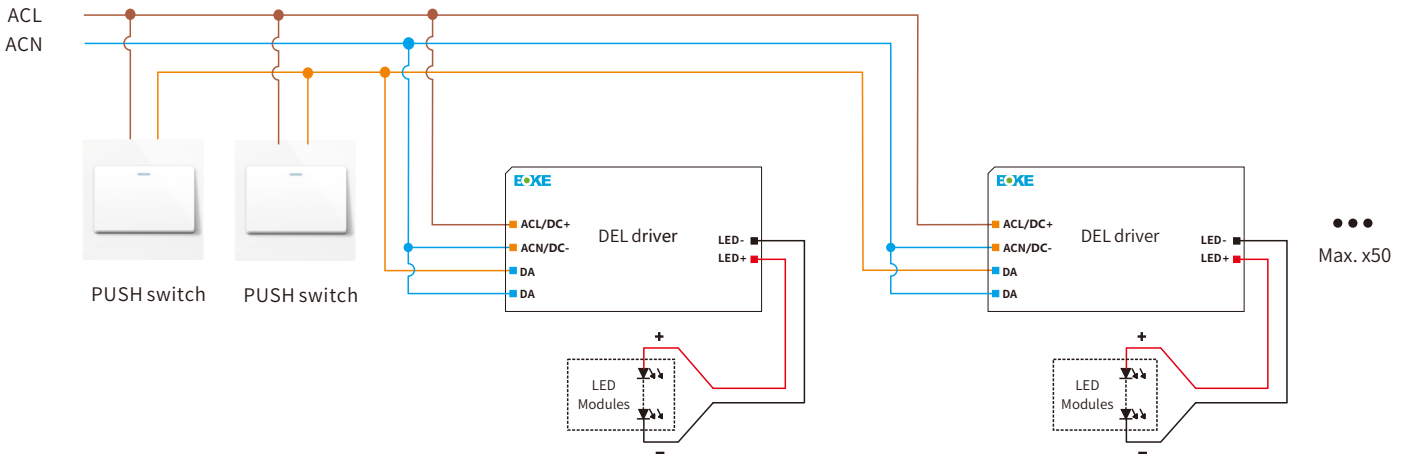 ACL
ACN
PUSH switch
PUSH switch
EOKE
ACL/DC+
ACN/DC-
DA
DA
DEL driver
LED-
LED+
+
LED
Modules
-
EOKE
ACL/DC+
ACN/DC-
DA
DA
DEL driver
LED-
LED+
+
LED
Modules
-
•••
Max. x50